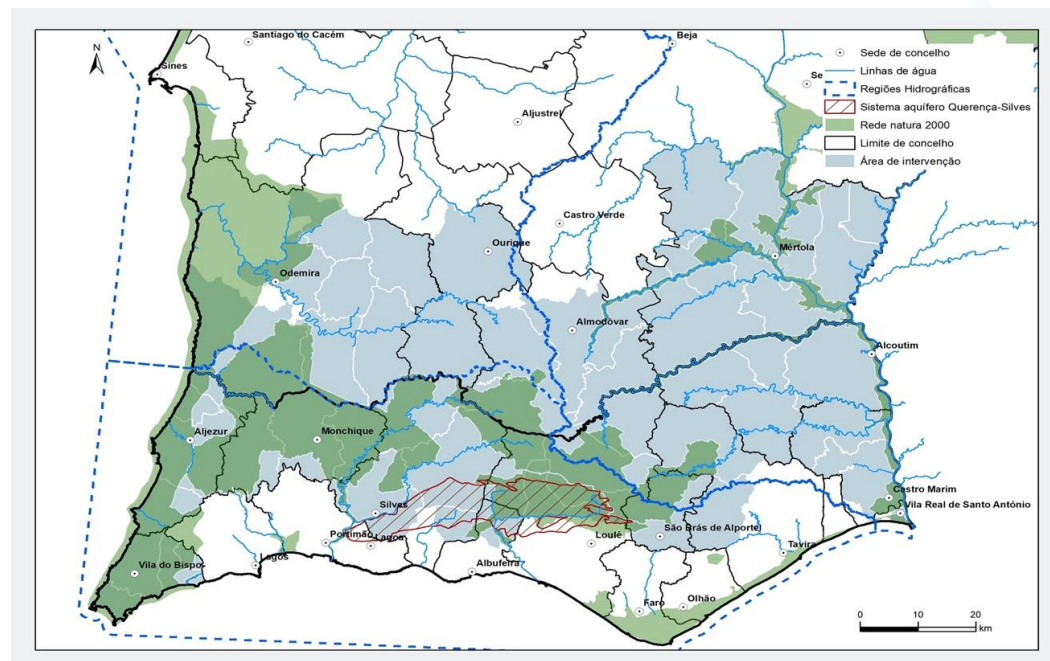 Santiago do Cacém
Beja
N
Sines
Sede de concelho
Linhas de água
Se
Regiões Hidrográficas
Sistema aquífero Querença-Silves
Aljustrel
Rede natura 2000
Limite de concelho
Área de intervenção
Castro Verde
Ourique
Mértola
Odemira
Almodôvar
Alcoutim
Aljezur
Monchique
Castro Marim
Silves
Vila Real de Santo António
São Brás de Alportel
Portimão
Lagoa
Loulé
Tavira
Vila do Bispo
Lagos
Albufeira
Faro
Olhão
0 10 20
km